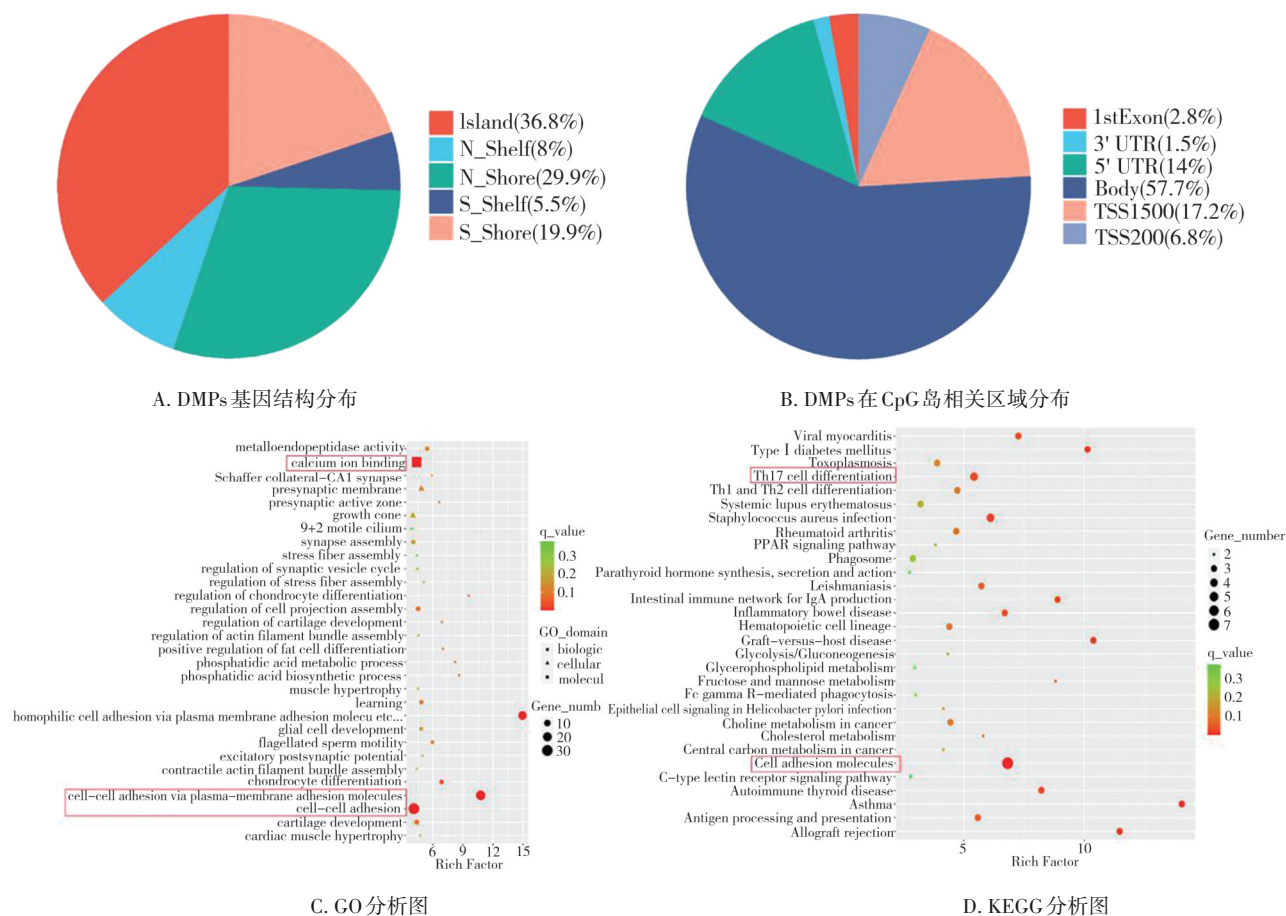 Island(36.8%)
N_Shelf(8%)
N_Shore(29.9%)
S_Shelf(5.5%)
S_Shore(19.9%)
A. DMPs基因结构分布
1stExon(2.8%)
3' UTR(1.5%)
5' UTR(14%)
Body(57.7%)
TSS1500(17.2%)
TSS200(6.8%)
B. DMPs在CpG岛相关区域分布
metalloendopeptidase activity
calcium ion binding
Schaffer collateral-CA1 synapse
presynaptic membrane
presynaptic active zone
growth cone
9+2 motile cilium
synapse assembly
stress fiber assembly
regulation of synaptic vesicle cycle
regulation of stress fiber assembly
regulation of chondrocyte differentiation
regulation of cell projection assembly
regulation of cartilage development
regulation of actin filament bundle assembly
positive regulation of fat cell differentiation
phosphatidic acid metabolic process
phosphatidic acid biosynthetic process
muscle hypertrophy
learning
homophilic cell adhesion via plasma membrane adhesion molecu etc...
glial cell development
flagellated sperm motility
excitatory postsynaptic potential
contractile actin filament bundle assembly
chondrocyte differentiation
cell-cell adhesion via plasma-membrane adhesion molecules
cell-cell adhesion
cartilage development
cardiac muscle hypertrophy
6 9 12 15
Rich Factor
q_value
0.3
0.2
0.1
GO_domain
biologic
cellular
molecul
Gene_numb
10
20
30
C. GO分析图
Viral myocarditis
Type I diabetes mellitus
Toxoplasmosis
Th17 cell differentiation
Th1 and Th2 cell differentiation
Systemic lupus erythematosus
Staphylococcus aureus infection
Rheumatoid arthritis
PPAR signaling pathway
Phagosome
Parathyroid hormone synthesis, secretion and action
Leishmaniasis
Intestinal immune network for IgA production
Inflammatory bowel disease
Hematopoietic cell lineage
Graft-versus-host disease
Glycolysis/Gluconeogenesis
Glycerophospholipid metabolism
Fructose and mannose metabolism
Fc gamma R-mediated phagocytosis
Epithelial cell signaling in Helicobacter pylori infection
Choline metabolism in cancer
Cholesterol metabolism
Central carbon metabolism in cancer
Cell adhesion molecules
C-type lectin receptor signaling pathway
Autoimmune thyroid disease
Asthma
Antigen processing and presentation
Allograft rejection
5 10
Rich Factor
Gene_number
2
3
4
5
6
7
q_value
0.3
0.2
0.1
D. KEGG分析图